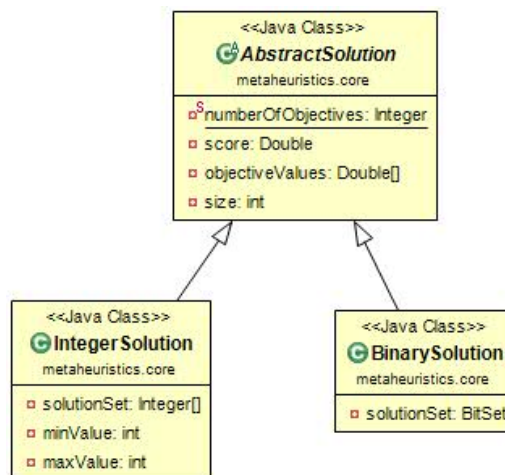 <<Java Class>>
AbstractSolution
metaheuristics.core
numberOfObjectives: Integer
score: Double
objectiveValues: Double[]
size: int
<<Java Class>>
IntegerSolution
metaheuristics.core
solutionSet: Integer[]
minValue: int
maxValue: int
<<Java Class>>
BinarySolution
metaheuristics.core
solutionSet: BitSet